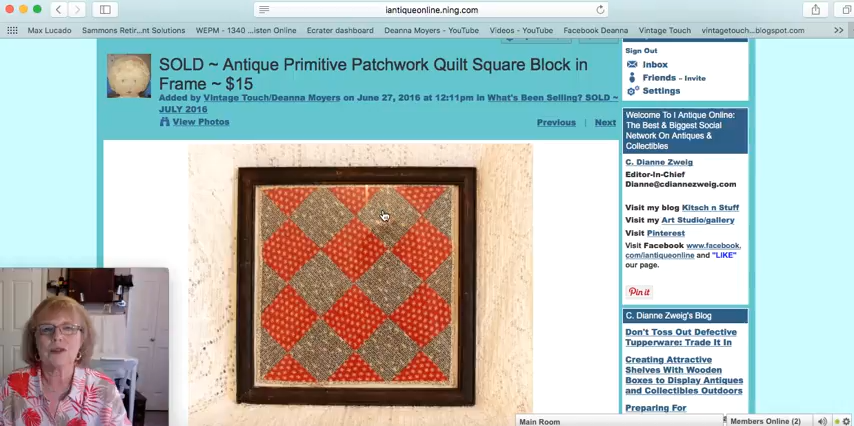 iantiqueonline.ning.com
Max Lucado
Sammons Retir...nt Solutions
WEPM - 1340 ...isten Online
Ecrater dashboard
Deanna Moyers - YouTube
Videos - YouTube
Facebook Deanna
Vintage Touch
vintagetouch...blogspot.com
SOLD ~ Antique Primitive Patchwork Quilt Square Block in
Frame ~ $15
Added by Vintage Touch/Deanna Moyers on June 27, 2016 at 12:11pm in What's Been Selling? SOLD ~
JULY 2016
View Photos
Previous | Next
Sign Out
Inbox
Friends – Invite
Settings
Welcome To I Antique Online:
The Best & Biggest Social
Network On Antiques &
Collectibles
C. Dianne Zweig
Editor-In-Chief
Dianne@cdiannezweig.com
Visit my blog Kitsch n Stuff
Visit my Art Studio/gallery
Visit Pinterest
Visit Facebook www.facebook.
com/iantiqueonline and "LIKE"
our page.
Pin it
C. Dianne Zweig's Blog
Don't Toss Out Defective
Tupperware: Trade It In
Creating Attractive
Shelves With Wooden
Boxes to Display Antiques
and Collectibles Outdoors
Preparing For
Main Room
Members Online (2)